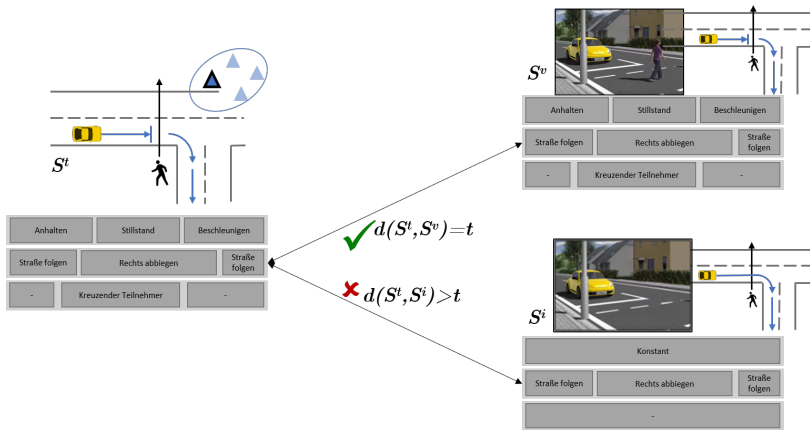 S^t
Anhalten Stillstand Beschleunigen
Straße folgen Rechts abbiegen Straße
folgen
- Kreuzender Teilnehmer -
d(S^t,S^v)=t
d(S^t,S^i)>t
S^v
Anhalten Stillstand Beschleunigen
Straße folgen Rechts abbiegen Straße
folgen
- Kreuzender Teilnehmer -
S^i
Konstant
Straße folgen Rechts abbiegen Straße
folgen
-